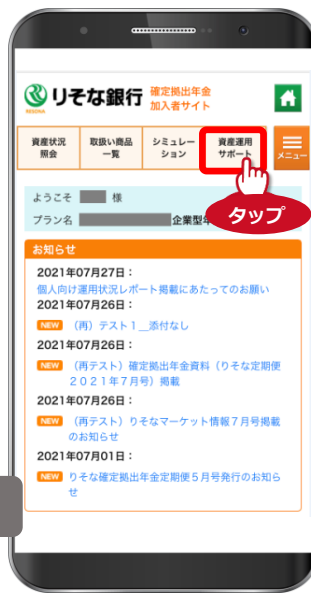 りそな銀行 確定拠出年金
加入者サイト
RESONA
資産状況
照会
取扱い商品
一覧
シミュレー
ション
資産運用
サポート
メニュー
タップ
ようこそ 様
プラン名 企業型年
お知らせ
2021年07月27日：
個人向け運用状況レポート掲載にあたってのお願い
2021年07月26日：
NEW （再）テスト１＿添付なし
2021年07月26日：
NEW （再テスト）確定拠出年金資料（りそな定期便
２０２１年７月号）掲載
2021年07月26日：
NEW （再テスト）りそなマーケット情報７月号掲載
のお知らせ
2021年07月01日：
NEW りそな確定拠出年金定期便５月号発行のお知ら
せ